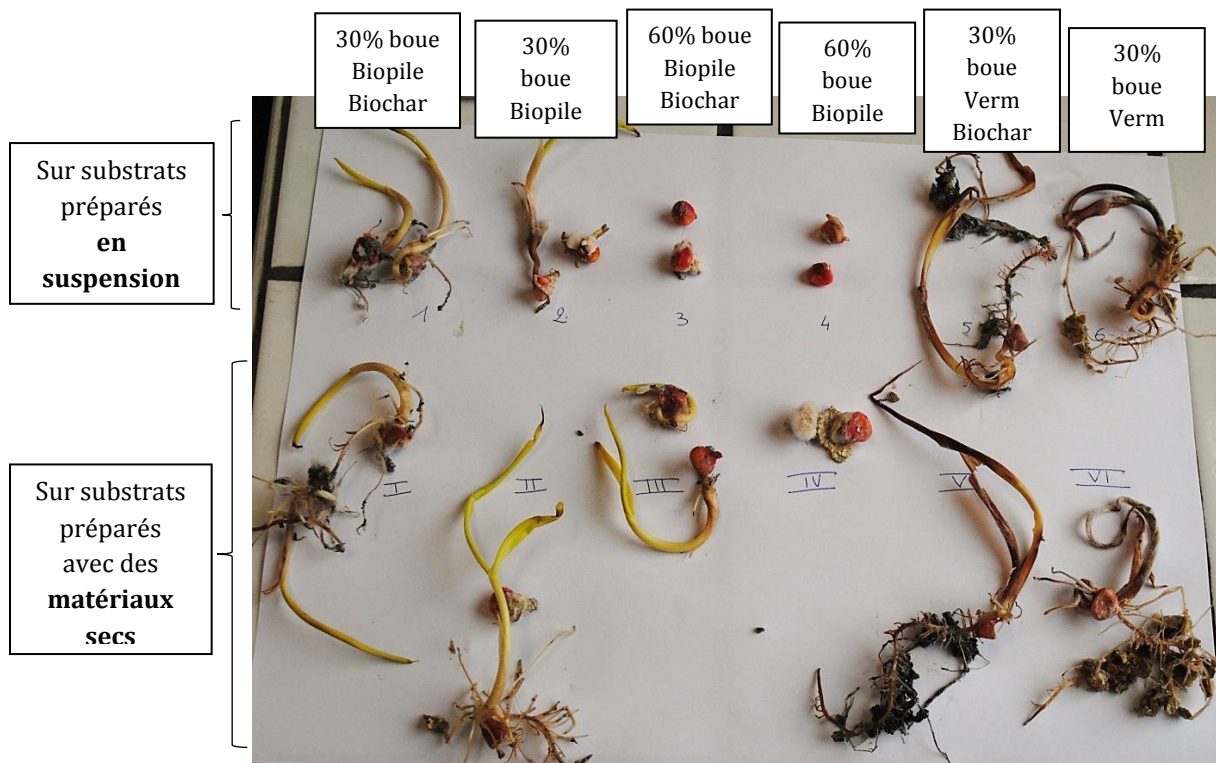 30% boue
Biopile
Biochar
30%
boue
Biopile
60% boue
Biopile
Biochar
60%
boue
Biopile
30%
boue
Verm
Biochar
30%
boue
Verm
Sur substrats
préparés
en
suspension
1
2
3
4
5
6
Sur substrats
préparés
avec des
matériaux
secs
I
II
III
IV
V
VI